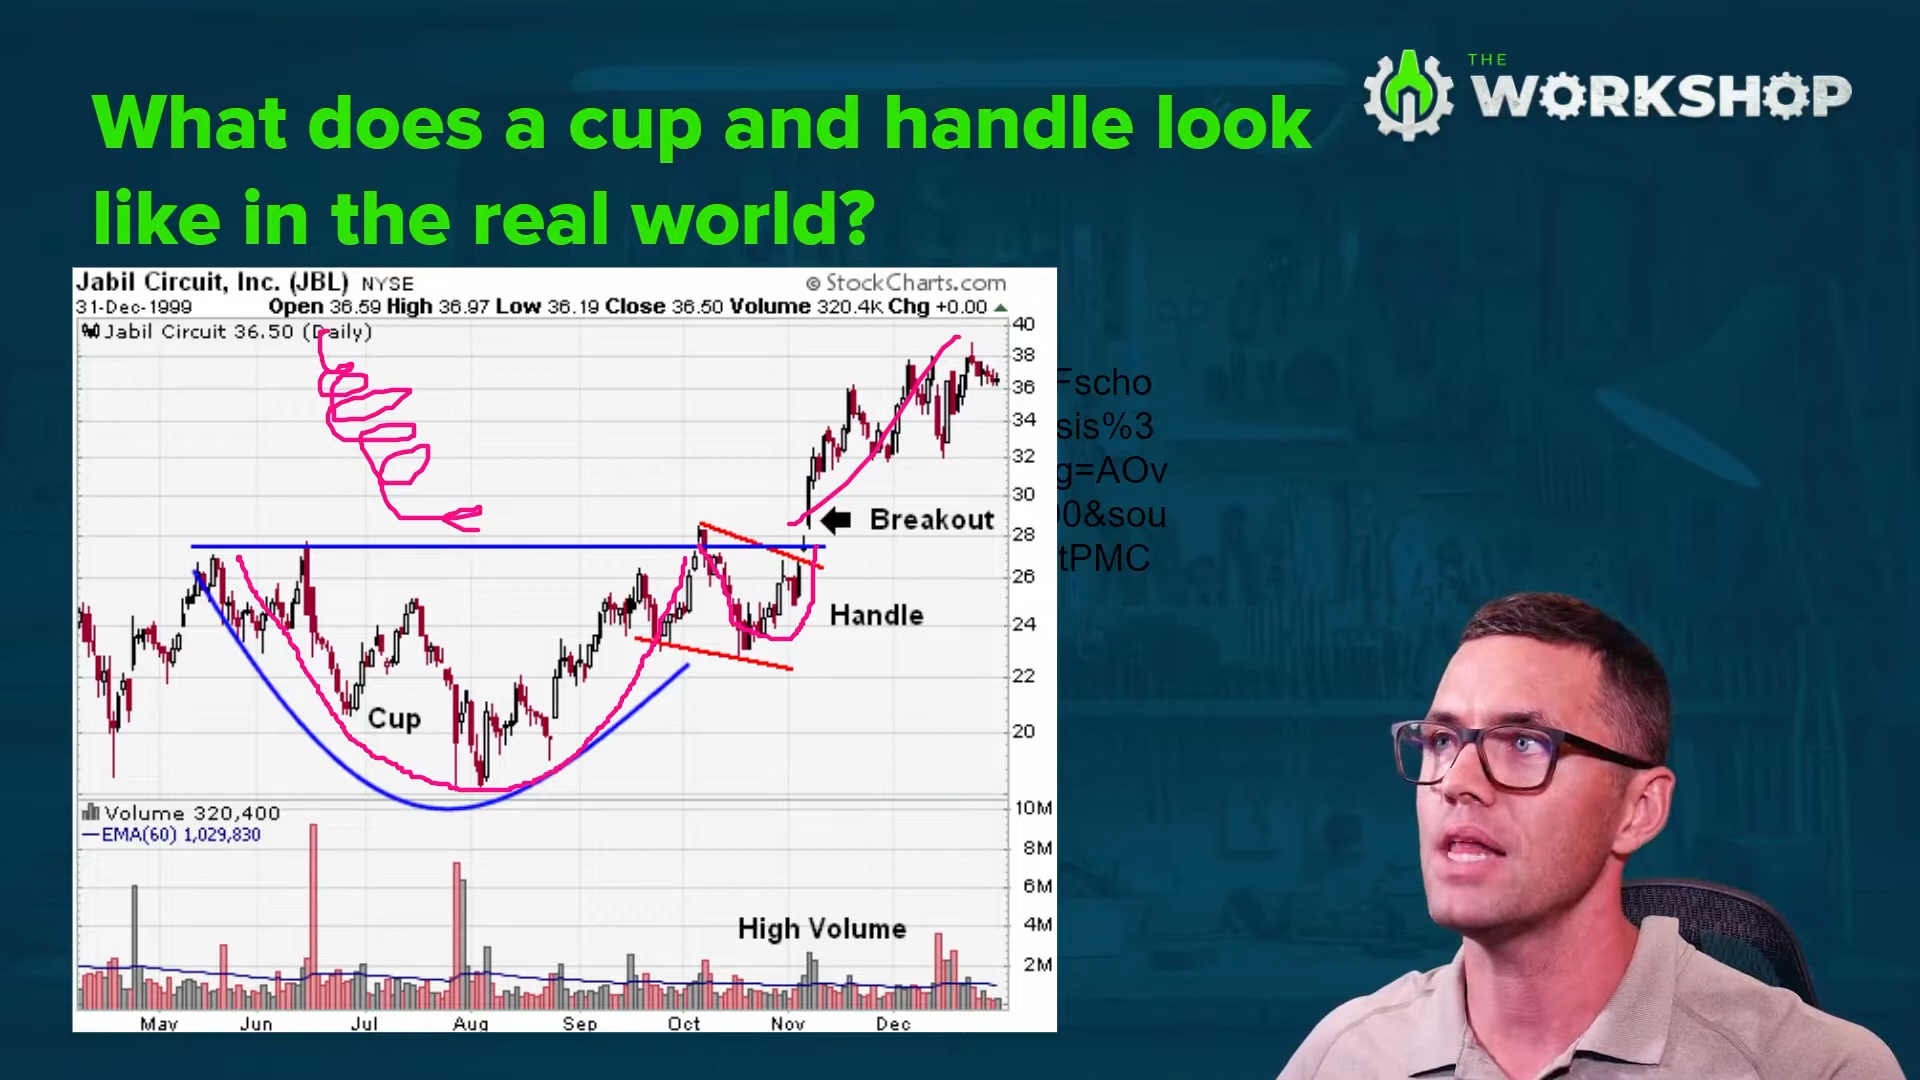 What does a cup and handle look
like in the real world?
THE
WORKSHOP
Jabil Circuit, Inc. (JBL) NYSE
© StockCharts.com
31-Dec-1999 Open 36.59 High 36.97 Low 36.19 Close 36.50 Volume 320.4K Chg +0.00
Jabil Circuit 36.50 (Daily)
40
38
36
34
32
30
28
26
24
22
20
Breakout
Handle
Cup
Fscho
sis%3
g=AOv
00&sou
tPMC
Volume 320,400
EMA(60) 1,029,830
10M
8M
6M
4M
2M
High Volume
May Jun Jul Aug Sep Oct Nov Dec